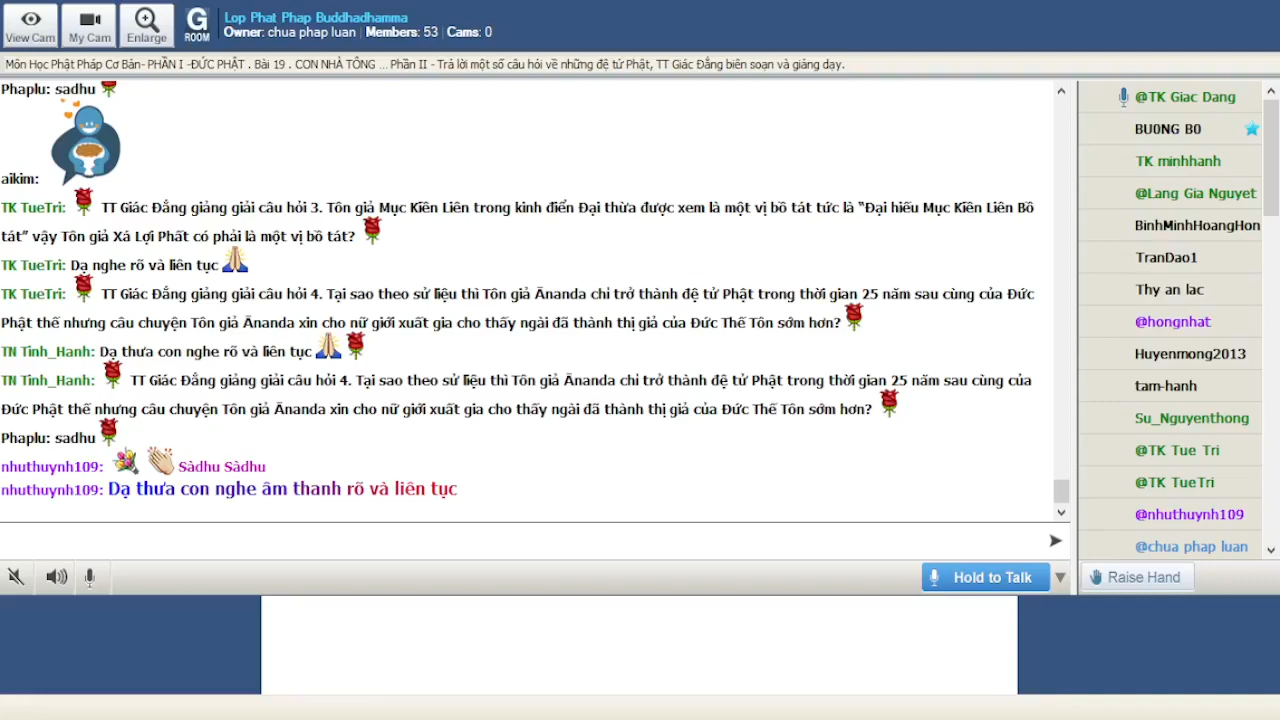 View Cam
My Cam
Enlarge
G
ROOM
Lop Phat Phap Buddhadhamma
Owner: chua phap luan | Members: 53 | Cams: 0
Môn Học Phật Pháp Cơ Bản- PHẦN I -ĐỨC PHẬT . Bài 19 . CON NHÀ TÔNG ... Phần II - Trả lời một số câu hỏi về những đệ tử Phật, TT Giác Đẳng biên soạn và giảng dạy.
Phaplu: sadhu
aikim:
TK TueTri: TT Giác Đẳng giảng giải câu hỏi 3. Tôn giả Mục Kiền Liên trong kinh điển Đại thừa được xem là một vị bồ tát tức là “Đại hiếu Mục Kiền Liên Bồ
tát” vậy Tôn giả Xá Lợi Phất có phải là một vị bồ tát?
TK TueTri: Dạ nghe rõ và liên tục
TK TueTri: TT Giác Đẳng giảng giải câu hỏi 4. Tại sao theo sử liệu thì Tôn giả Ānanda chỉ trở thành đệ tử Phật trong thời gian 25 năm sau cùng của Đức
Phật thế nhưng câu chuyện Tôn giả Ānanda xin cho nữ giới xuất gia cho thấy ngài đã thành thị giả của Đức Thế Tôn sớm hơn?
TN Tinh_Hanh: Dạ thưa con nghe rõ và liên tục
TN Tinh_Hanh: TT Giác Đẳng giảng giải câu hỏi 4. Tại sao theo sử liệu thì Tôn giả Ānanda chỉ trở thành đệ tử Phật trong thời gian 25 năm sau cùng của
Đức Phật thế nhưng câu chuyện Tôn giả Ānanda xin cho nữ giới xuất gia cho thấy ngài đã thành thị giả của Đức Thế Tôn sớm hơn?
Phaplu: sadhu
nhuthuynh109: Sàdhu Sàdhu
nhuthuynh109: Dạ thưa con nghe âm thanh rõ và liên tục
Hold to Talk
@TK Giac Dang
BU0NG B0
TK minhhanh
@Lang Gia Nguyet
BinhMinhHoangHon
TranDao1
Thy an lac
@hongnhat
Huyenmong2013
tam-hanh
Su_Nguyenthong
@TK Tue Tri
@TK TueTri
@nhuthuynh109
@chua phap luan
Raise Hand